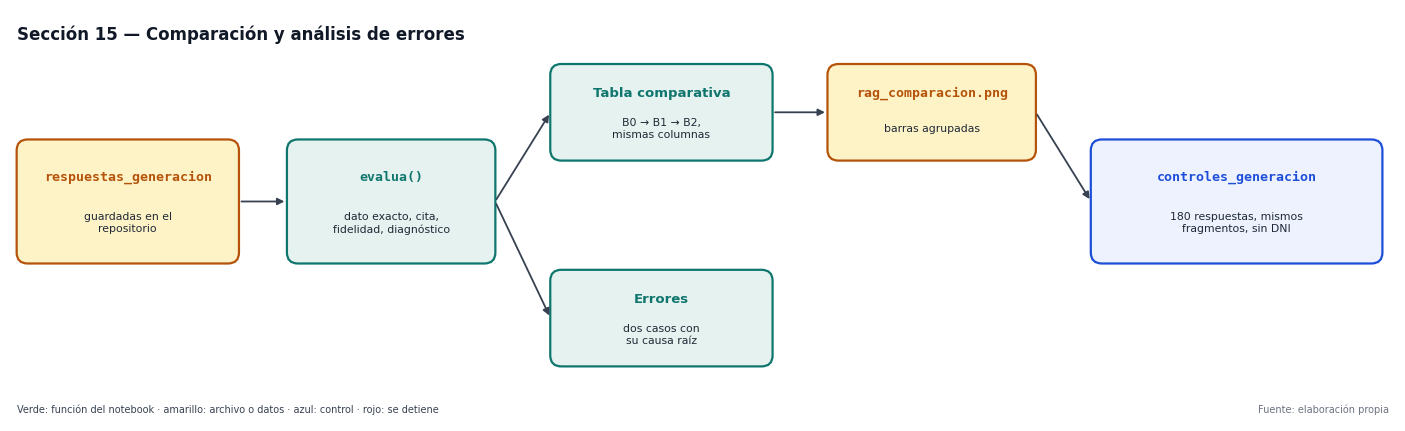 Sección 15 — Comparación y análisis de errores
respuestas_generacion
guardadas en el
repositorio
evalua()
dato exacto, cita,
fidelidad, diagnóstico
Tabla comparativa
B0 → B1 → B2,
mismas columnas
Errores
dos casos con
su causa raíz
rag_comparacion.png
barras agrupadas
controles_generacion
180 respuestas, mismos
fragmentos, sin DNI
Verde: función del notebook · amarillo: archivo o datos · azul: control · rojo: se detiene
Fuente: elaboración propia